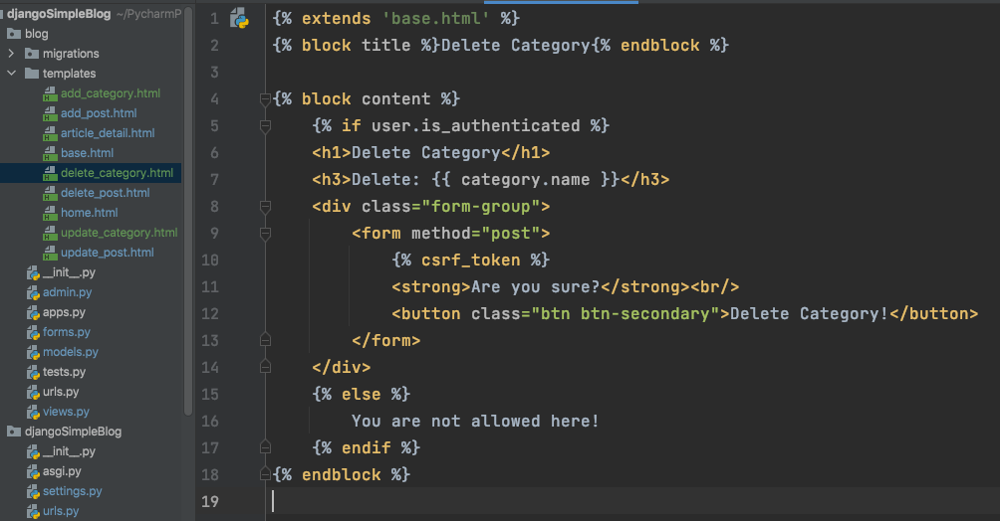 djangoSimpleBlog ~/PycharmP
blog
migrations
templates
add_category.html
add_post.html
article_detail.html
base.html
delete_category.html
delete_post.html
home.html
update_category.html
update_post.html
__init__.py
admin.py
apps.py
forms.py
models.py
tests.py
urls.py
views.py
djangoSimpleBlog
__init__.py
asgi.py
settings.py
urls.py
1 {% extends 'base.html' %}
2 {% block title %}Delete Category{% endblock %}
3
4 {% block content %}
5     {% if user.is_authenticated %}
6     <h1>Delete Category</h1>
7     <h3>Delete: {{ category.name }}</h3>
8     <div class="form-group">
9         <form method="post">
10             {% csrf_token %}
11             <strong>Are you sure?</strong><br/>
12             <button class="btn btn-secondary">Delete Category!</button>
13         </form>
14     </div>
15     {% else %}
16         You are not allowed here!
17     {% endif %}
18 {% endblock %}
19